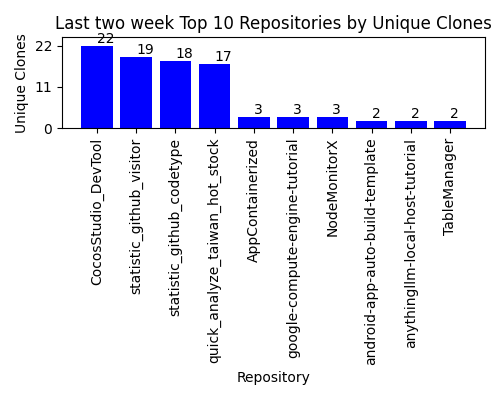 Last two week Top 10 Repositories by Unique Clones
Unique Clones
22
11
0
22
19
18
17
3
3
3
2
2
2
CocosStudio_DevTool
statistic_github_visitor
statistic_github_codetype
quick_analyze_taiwan_hot_stock
AppContainerized
google-compute-engine-tutorial
NodeMonitorX
android-app-auto-build-template
anythingllm-local-host-tutorial
TableManager
Repository